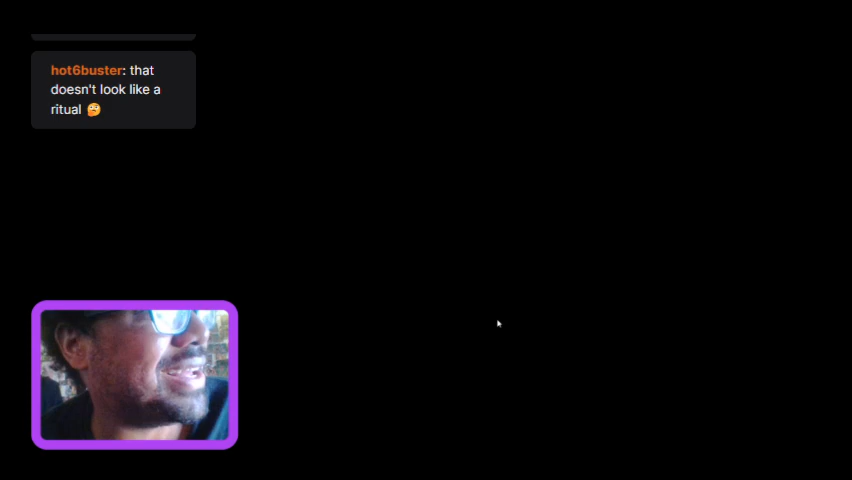 hot6buster: that
doesn't look like a
ritual 🤔